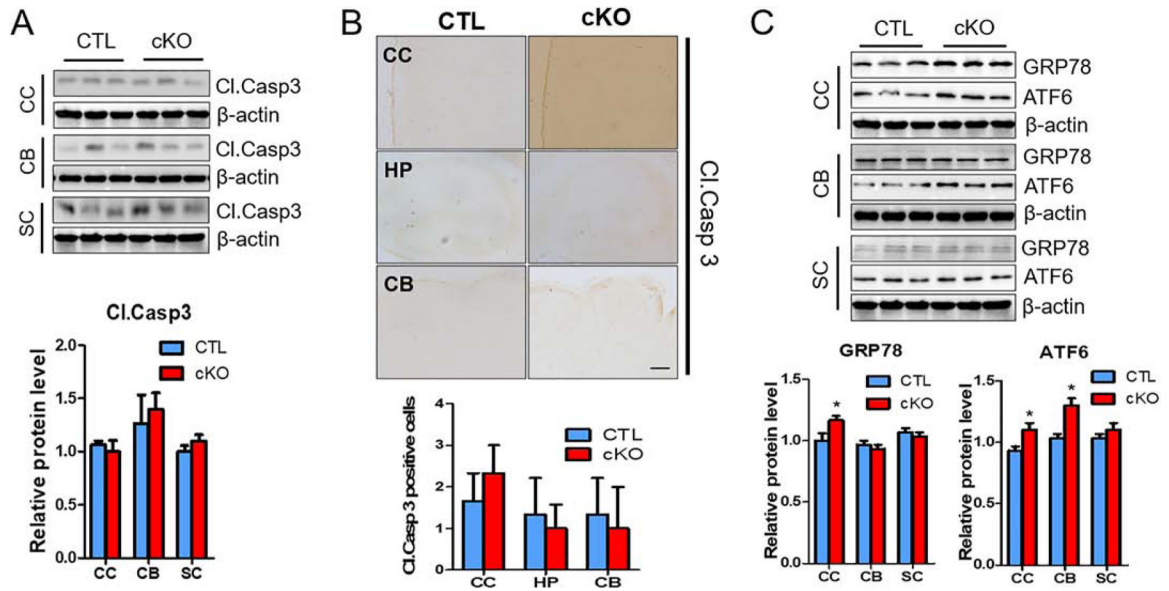 A
CTL cKO
CC
Cl.Casp3
β-actin
CB
Cl.Casp3
β-actin
SC
Cl.Casp3
β-actin
Cl.Casp3
Relative protein level
2.0
1.5
1.0
0.5
0.0
CTL
cKO
CC CB SC
B
CTL cKO
CC
HP
CB
Cl.Casp 3
Cl.Casp 3 positive cells
4
3
2
1
0
CTL
cKO
CC HP CB
C
CTL cKO
CC
GRP78
ATF6
β-actin
CB
GRP78
ATF6
β-actin
SC
GRP78
ATF6
β-actin
GRP78
Relative protein level
1.5
1.0
0.5
0.0
CTL
cKO
*
CC CB SC
ATF6
Relative protein level
1.5
1.0
0.5
0.0
CTL
cKO
* *
CC CB SC